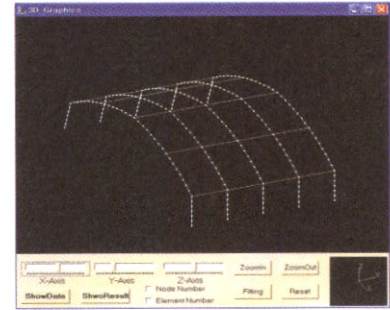 3D Graphics
X-Axis Y-Axis Z-Axis ZoomIn ZoomOut
ShowData ShwoResult Node Number Fitting Reset
Element Number